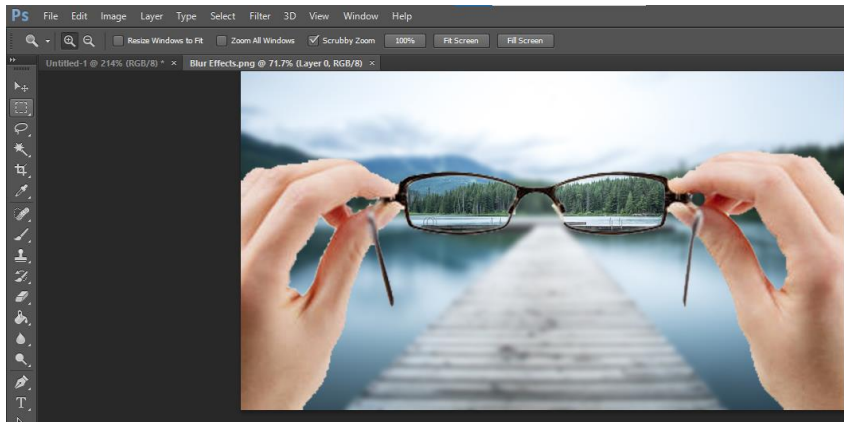 Ps File Edit Image Layer Type Select Filter 3D View Window Help
Resize Windows to Fit Zoom All Windows Scrubby Zoom 100% Fit Screen Fill Screen
Untitled-1 @ 214% (RGB/8) * × Blur Effects.png @ 71.7% (Layer 0, RGB/8) ×
T